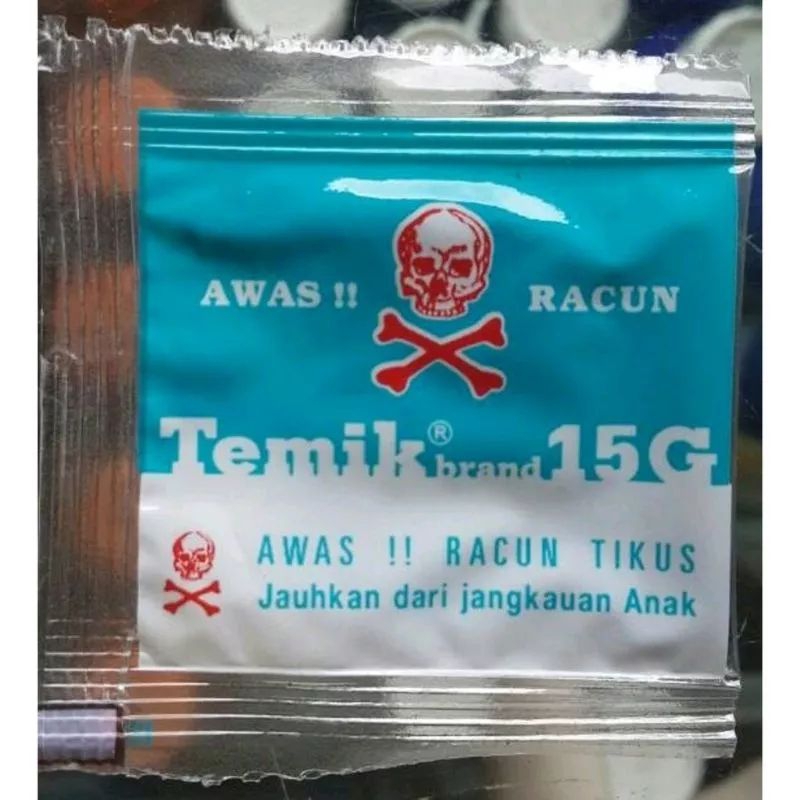 AWAS !! RACUN
Temik® brand 15G
AWAS !! RACUN TIKUS
Jauhkan dari jangkauan Anak